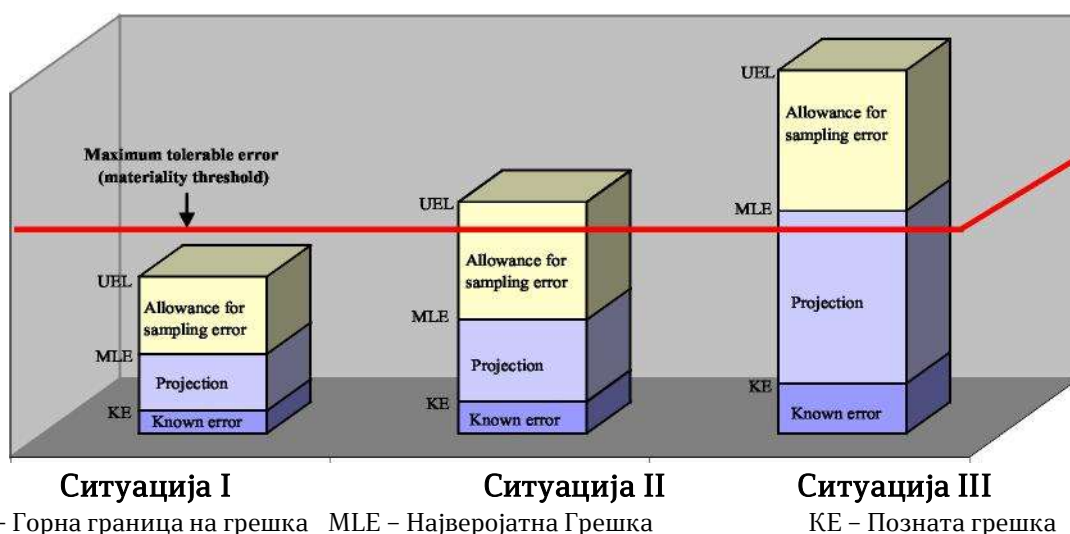 UEL
Allowance for
sampling error
MLE
Projection
KE
Known error
Maximum tolerable error
(materiality threshold)
UEL
Allowance for
sampling error
MLE
Projection
KE
Known error
UEL
Allowance for
sampling error
MLE
Projection
KE
Known error
Ситуација I
Ситуација II
Ситуација III
– Горна граница на грешка MLE – Најверојатна Грешка KE – Позната грешка